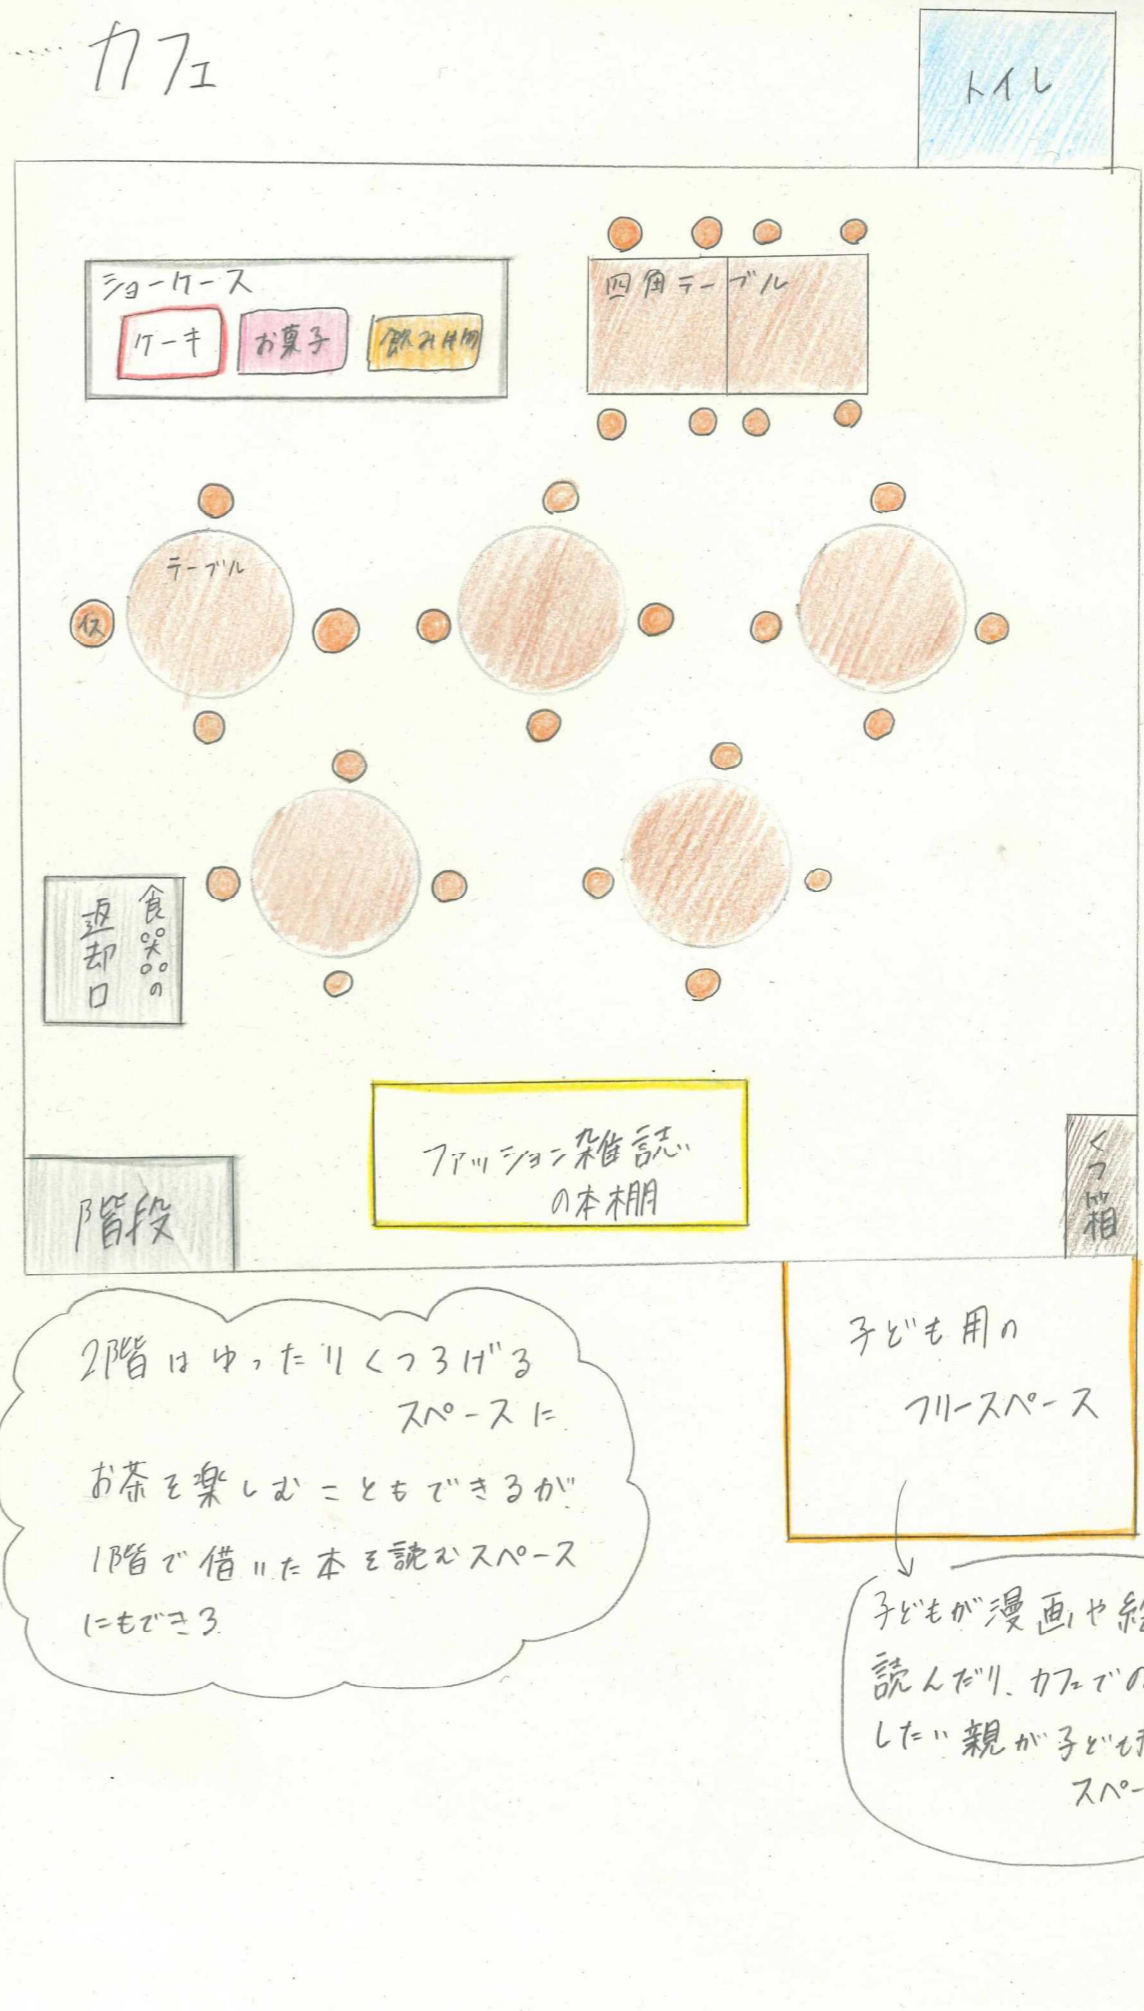 カフェ
トイレ
ショーケース
ケーキ
お菓子
飲み物
四角テーブル
テーブル
イス
食器の
返却口
ファッション雑誌
の本棚
くつ箱
階段
2階はゆったりくつろげる
スペースに
お茶を楽しむこともできるが
1階で借りた本を読むスペース
にもできる
子ども用の
フリースペース
子どもが漫画や絵
読んだり、カフェでの
したい親が子ども
スペー